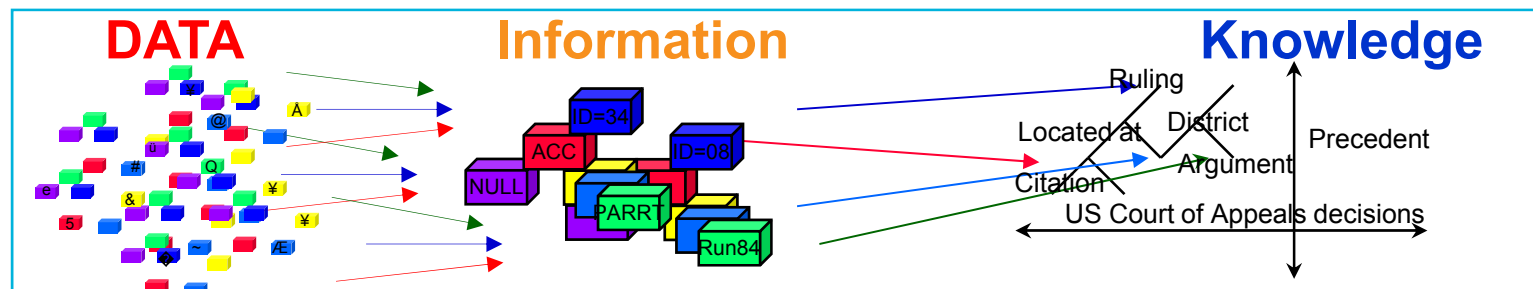 DATA
Information
Knowledge
¥
Å
@
ü
#
Q
e
¥
&
5
¥
~
Æ
�
ID=34
ACC
ID=08
NULL
PARRT
Run84
Ruling
Located at
District
Precedent
Argument
Citation
US Court of Appeals decisions